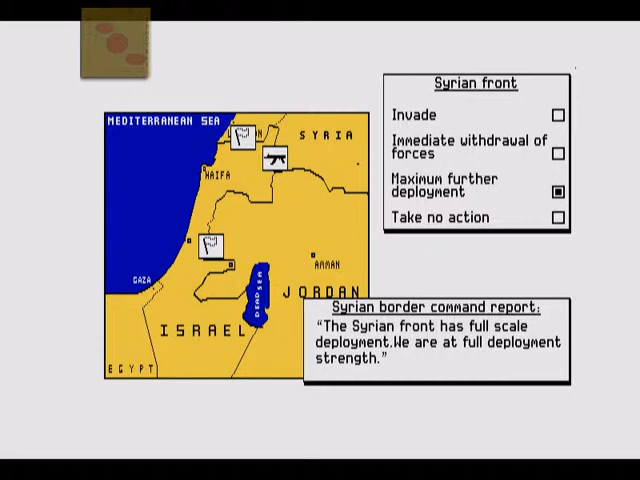 Syrian front
Invade
Immediate withdrawal of
forces
Maximum further
deployment
Take no action
MEDITERRANEAN SEA
SYRIA
HAIFA
AMMAN
GAZA
DEAD SEA
JORDAN
ISRAEL
EGYPT
Syrian border command report:
“The Syrian front has full scale
deployment.We are at full deployment
strength.”